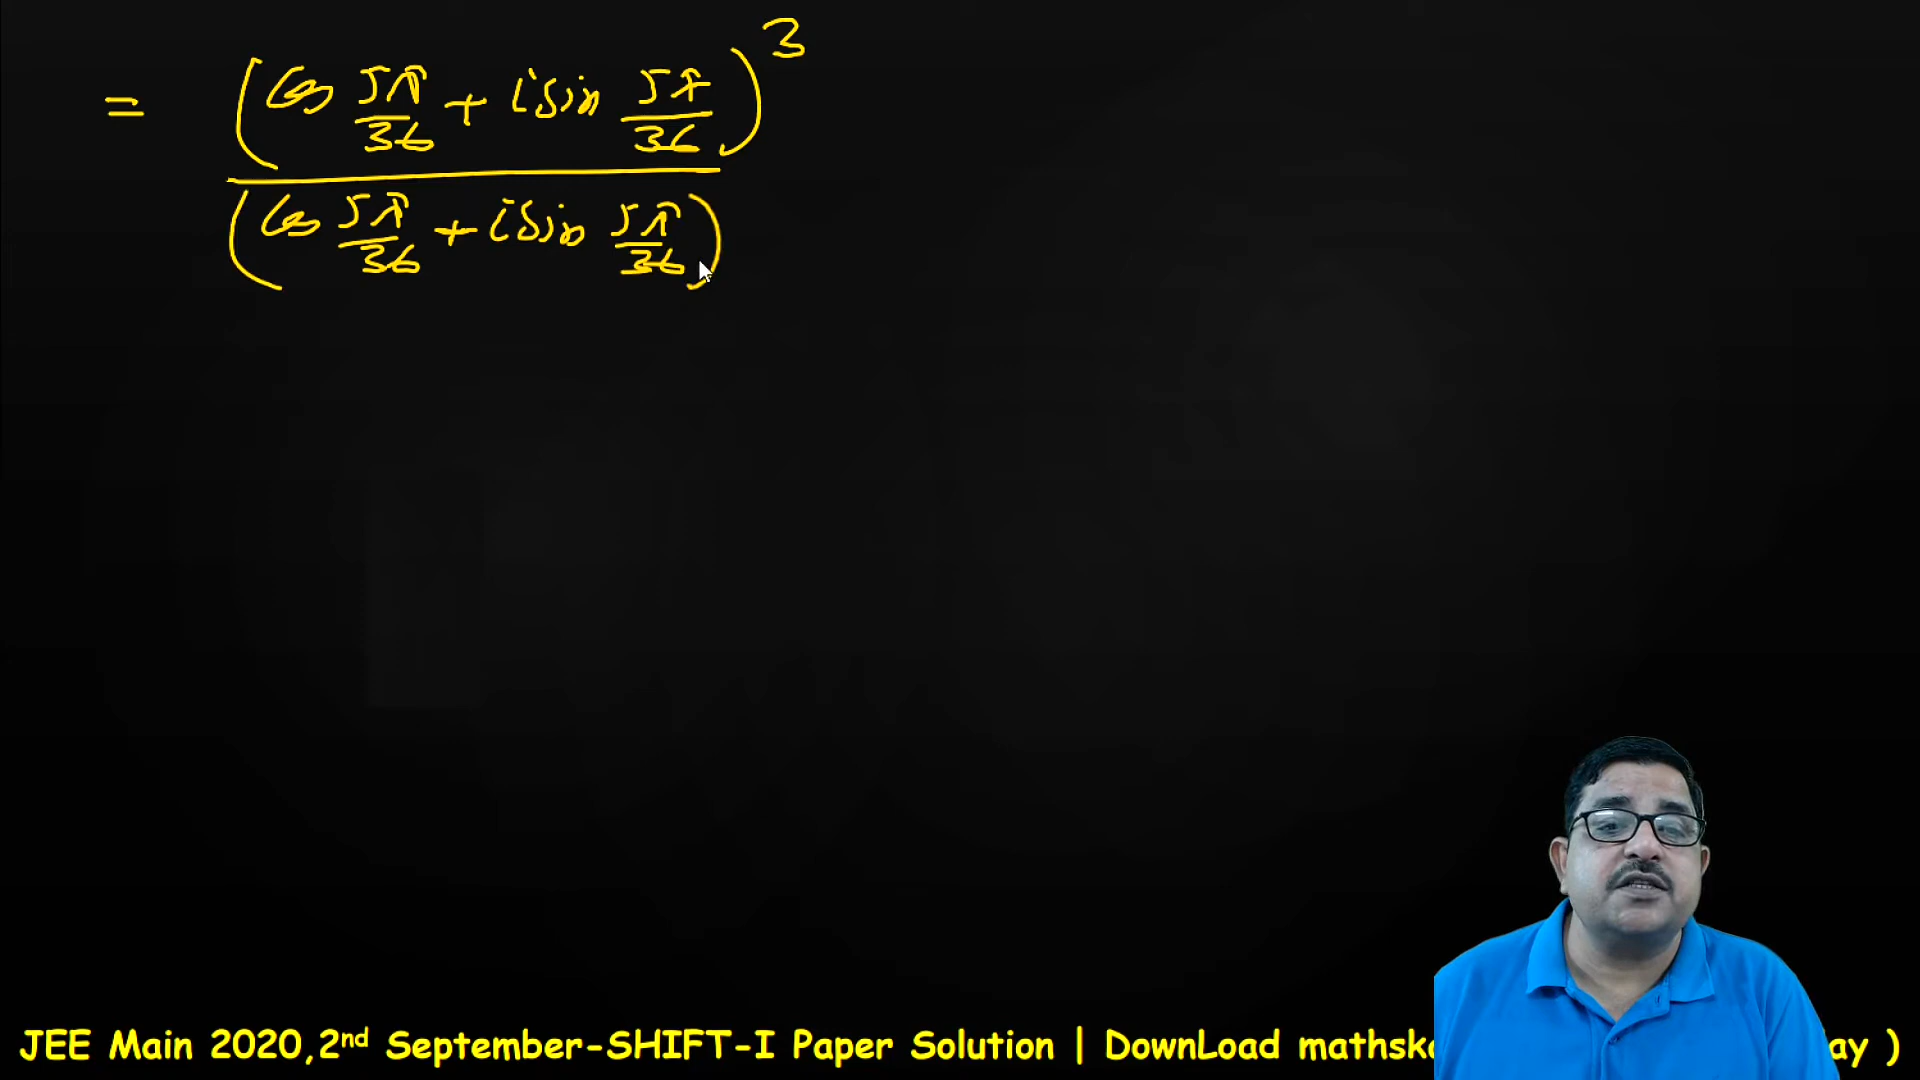 = (cos 5π/36 + i sin 5π/36)^3
(cos 5π/36 + i sin 5π/36)
JEE Main 2020,2nd September-SHIFT-I Paper Solution | DownLoad ay )